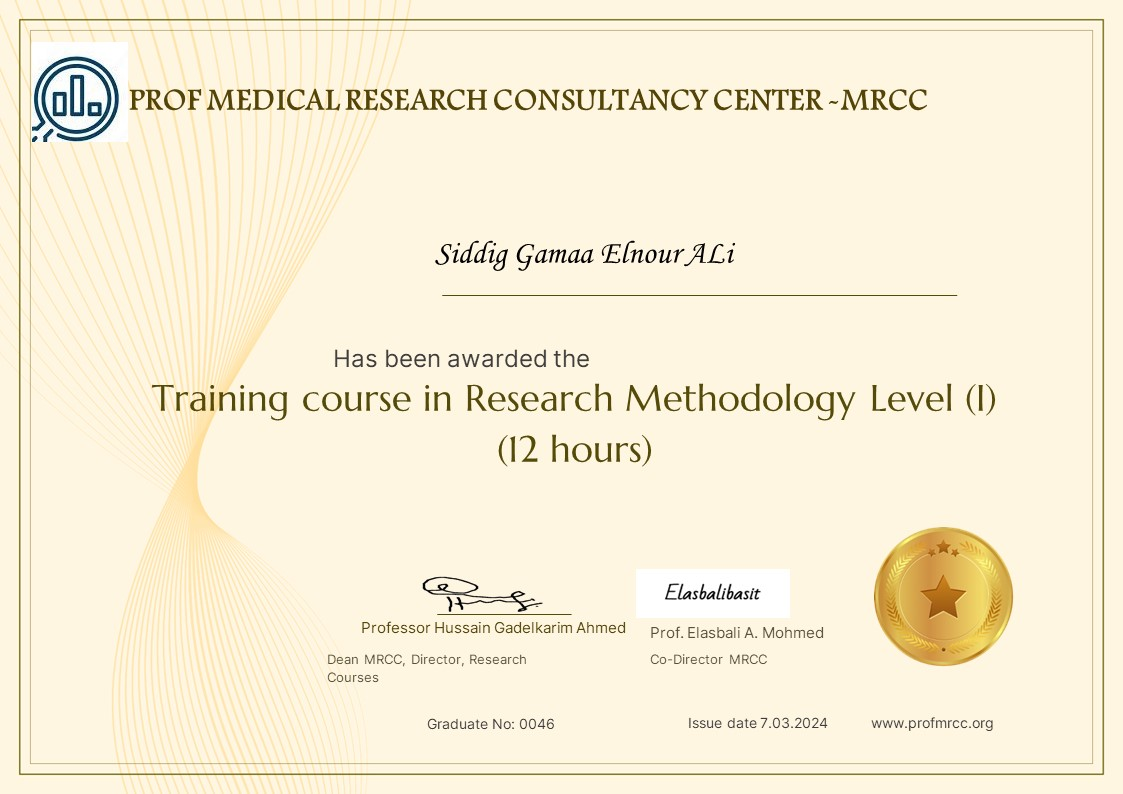 PROF MEDICAL RESEARCH CONSULTANCY CENTER ~MRCC
Siddig Gamaa Elnour ALi
Has been awarded the
Training course in Research Methodology Level (I)
(12 hours)
Elasbalibasit
Professor Hussain Gadelkarim Ahmed
Prof. Elasbali A. Mohmed
Dean MRCC, Director, Research
Courses
Co-Director MRCC
Graduate No: 0046
Issue date 7.03.2024
www.profmrcc.org